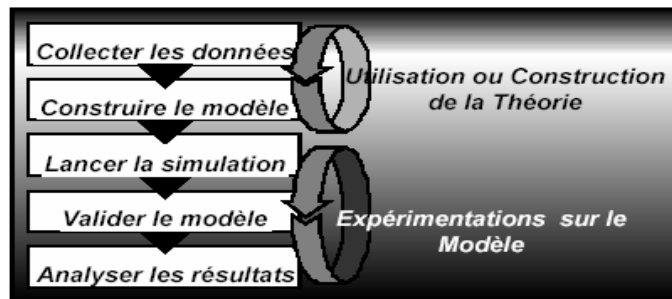 Collecter les données
Construire le modèle
Lancer la simulation
Valider le modèle
Analyser les résultats
Utilisation ou Construction
de la Théorie
Expérimentations sur le
Modèle